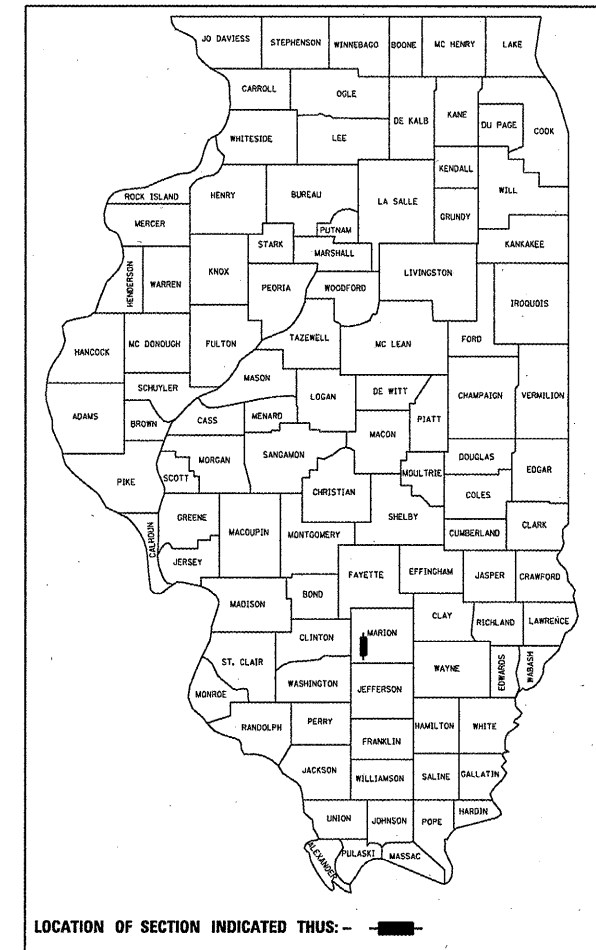 JO DAVIESS STEPHENSON WINNEBAGO BOONE MC HENRY LAKE
CARROLL OGLE DE KALB KANE DU PAGE COOK
WHITESIDE LEE
KENDALL WILL
ROCK ISLAND HENRY BUREAU LA SALLE GRUNDY
MERCER STARK PUTNAM KANKAKEE
HENDERSON WARREN KNOX MARSHALL LIVINGSTON
PEORIA WOODFORD IROQUOIS
HANCOCK MC DONOUGH FULTON TAZEWELL MC LEAN FORD
MASON
SCHUYLER LOGAN DE WITT CHAMPAIGN VERMILION
ADAMS BROWN CASS MENARD PIATT
MACON
MORGAN SANGAMON DOUGLAS EDGAR
PIKE SCOTT CHRISTIAN MOULTRIE COLES
GREENE MACOUPIN SHELBY CLARK
CALHOUN MONTGOMERY CUMBERLAND
JERSEY FAYETTE EFFINGHAM JASPER CRAWFORD
MADISON BOND
CLAY RICHLAND LAWRENCE
CLINTON MARION
ST. CLAIR WAYNE EDWARDS WABASH
MONROE WASHINGTON JEFFERSON
RANDOLPH PERRY HAMILTON WHITE
FRANKLIN
JACKSON WILLIAMSON SALINE GALLATIN
UNION JOHNSON POPE HARDIN
ALEXANDER PULASKI MASSAC
LOCATION OF SECTION INDICATED THUS:-